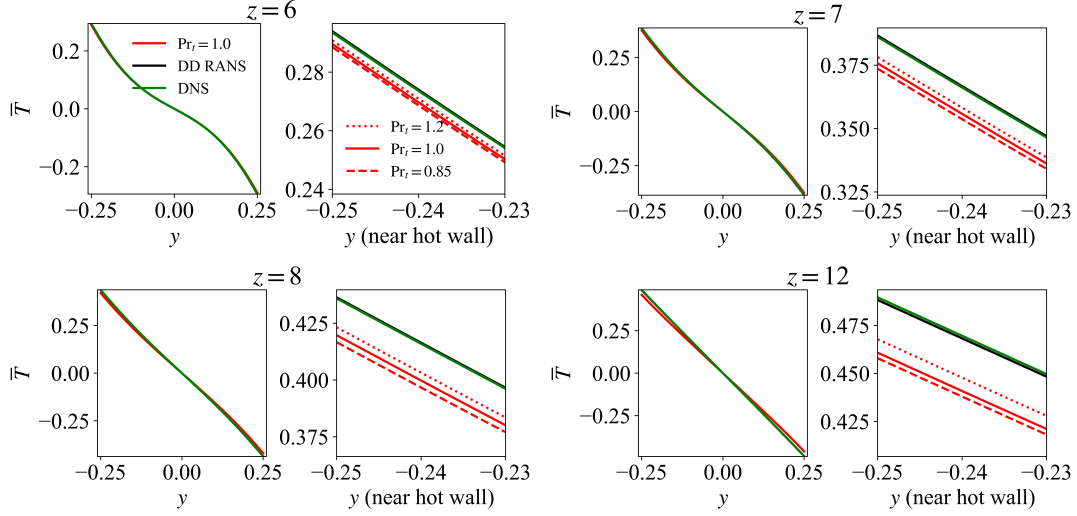 z = 6
T̅
0.2
0.0
−0.2
−0.25
0.00
0.25
y
Prₜ = 1.0
DD RANS
DNS
0.28
0.26
0.24
−0.25
−0.24
−0.23
y (near hot wall)
Prₜ = 1.2
Prₜ = 1.0
Prₜ = 0.85
z = 7
T̅
0.25
0.00
−0.25
−0.25
0.00
0.25
y
0.375
0.350
0.325
−0.25
−0.24
−0.23
y (near hot wall)
z = 8
T̅
0.25
0.00
−0.25
−0.25
0.00
0.25
y
0.425
0.400
0.375
−0.25
−0.24
−0.23
y (near hot wall)
z = 12
T̅
0.25
0.00
−0.25
−0.25
0.00
0.25
y
0.475
0.450
0.425
−0.25
−0.24
−0.23
y (near hot wall)